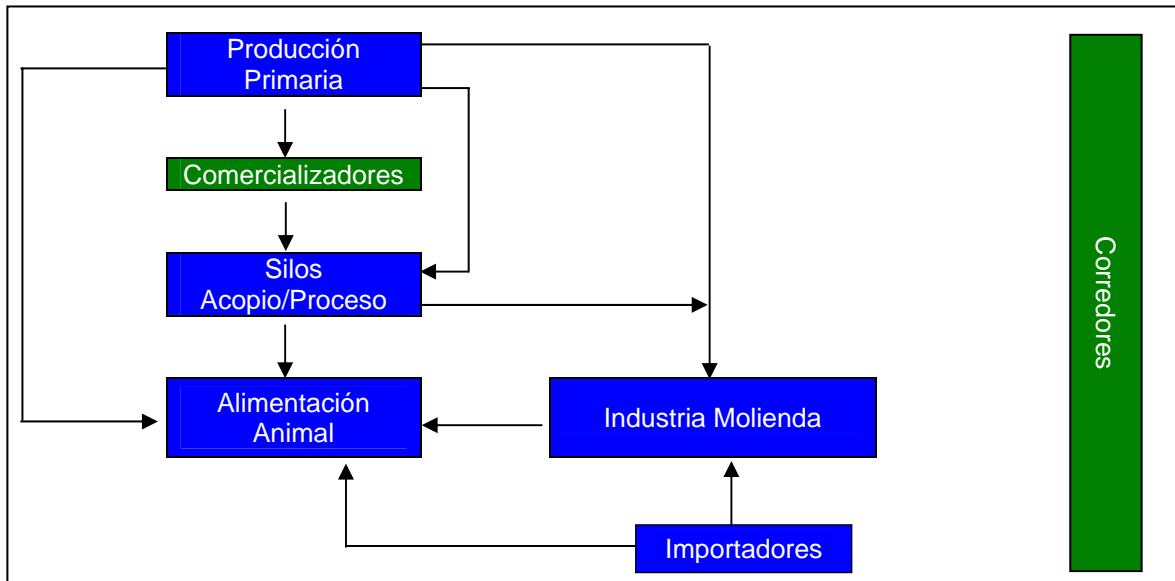 Producción
Primaria
Comercializadores
Silos
Acopio/Proceso
Alimentación
Animal
Industria Molienda
Importadores
Corredores